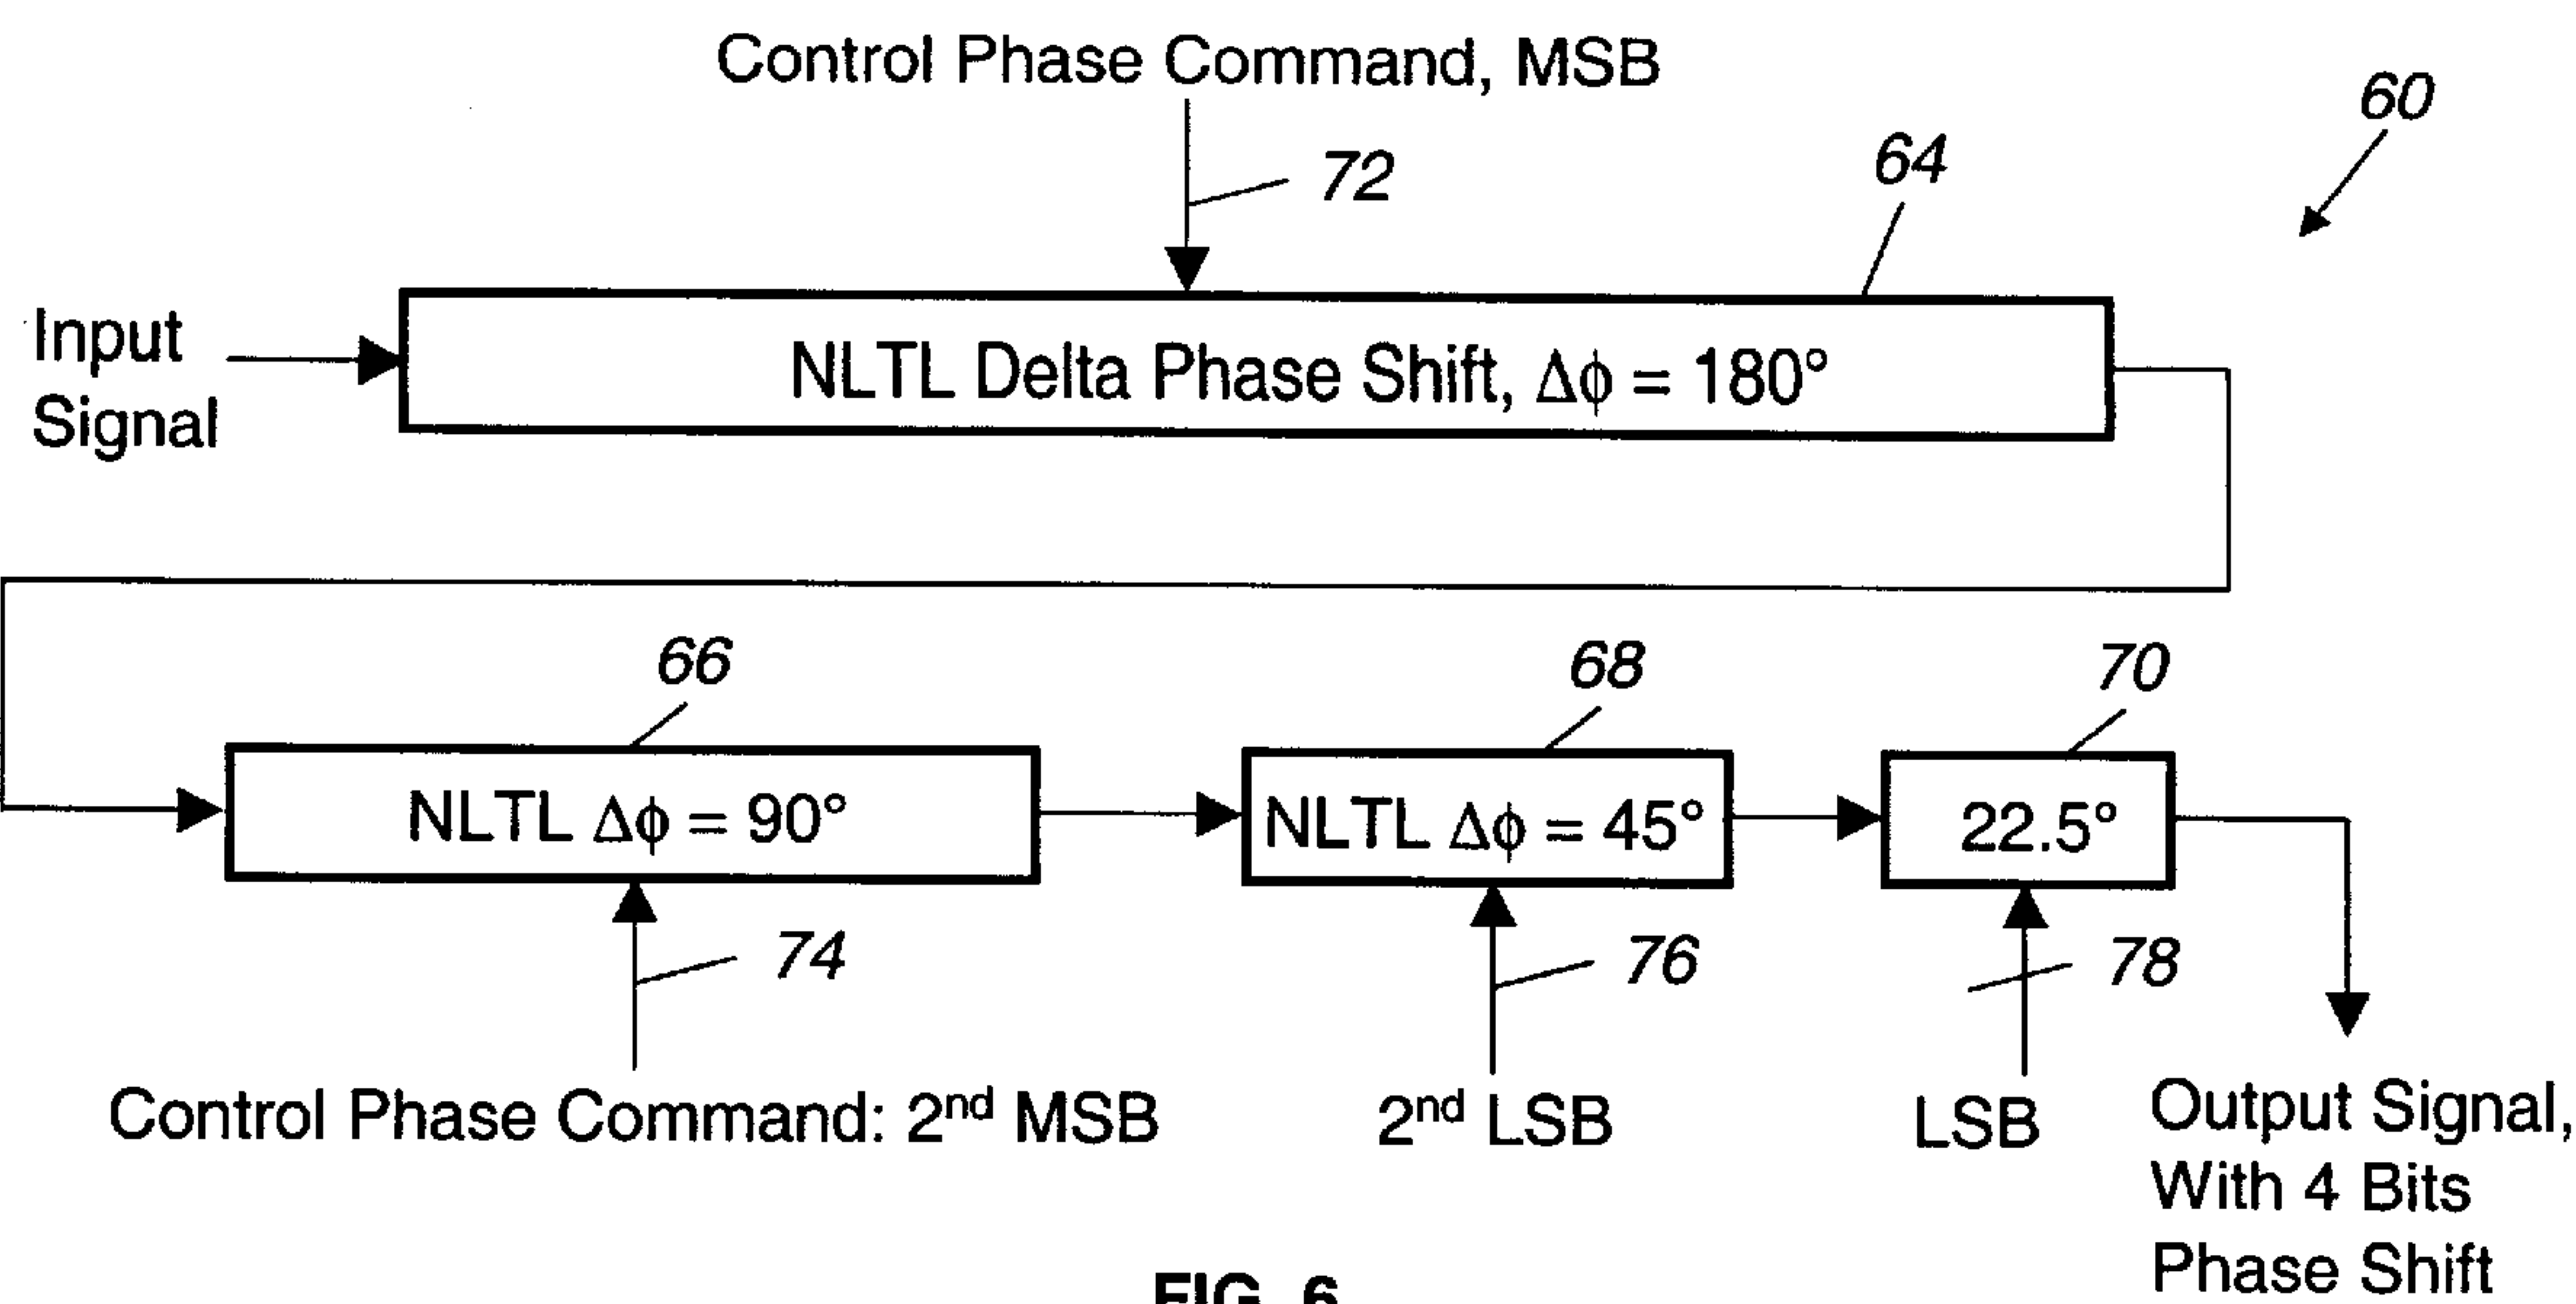 Control Phase Command, MSB
60
64
72
Input
Signal
NLTL Delta Phase Shift, Δϕ = 180°
66
68
70
NLTL Δϕ = 90°
NLTL Δϕ = 45°
22.5°
74
76
78
Control Phase Command: 2nd MSB
2nd LSB
LSB
Output Signal,
With 4 Bits
Phase Shift
FIG. 6